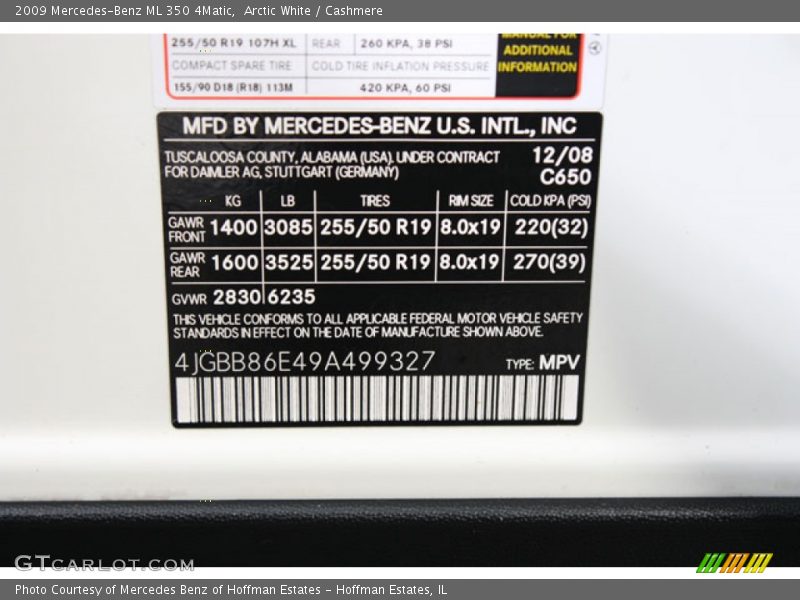 2009 Mercedes-Benz ML 350 4Matic,  Arctic White / Cashmere
255/50 R19 107H XL REAR 260 KPA, 38 PSI
COMPACT SPARE TIRE COLD TIRE INFLATION PRESSURE
155/90 D18 (R18) 113M 420 KPA, 60 PSI
MANUAL FOR
ADDITIONAL
INFORMATION
MFD BY MERCEDES-BENZ U.S. INTL., INC
TUSCALOOSA COUNTY, ALABAMA (USA). UNDER CONTRACT 12/08
FOR DAIMLER AG, STUTTGART (GERMANY) C650
KG LB TIRES RIM SIZE COLD KPA (PSI)
GAWR FRONT 1400 3085 255/50 R19 8.0x19 220(32)
GAWR REAR 1600 3525 255/50 R19 8.0x19 270(39)
GVWR 2830 6235
THIS VEHICLE CONFORMS TO ALL APPLICABLE FEDERAL MOTOR VEHICLE SAFETY
STANDARDS IN EFFECT ON THE DATE OF MANUFACTURE SHOWN ABOVE.
4JGBB86E49A499327 TYPE: MPV
GTCARLOT.COM
Photo Courtesy of Mercedes Benz of Hoffman Estates - Hoffman Estates, IL